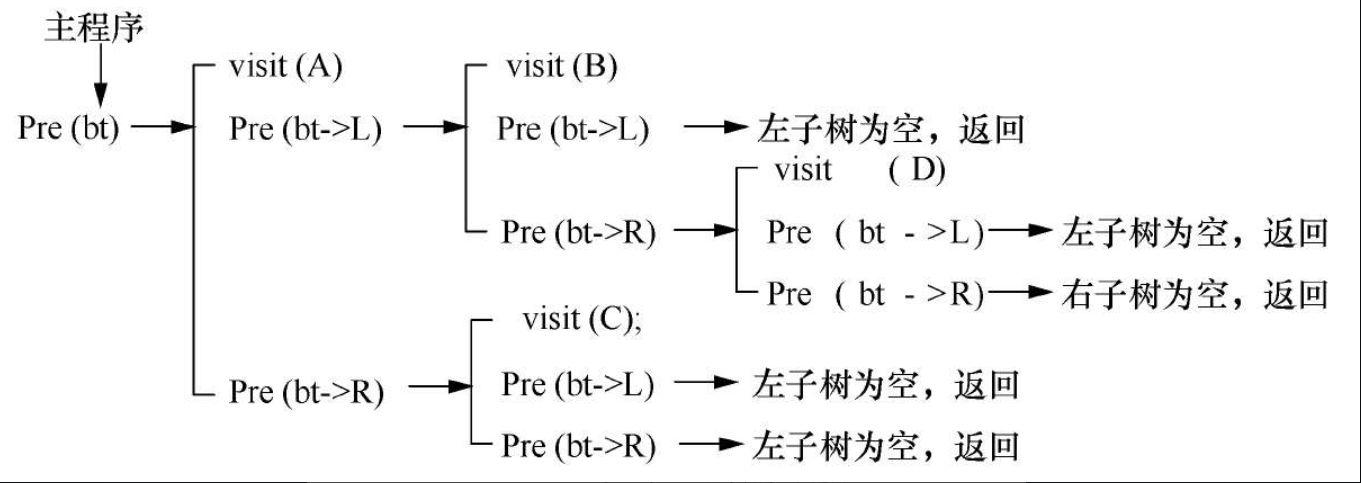 主程序
visit (A) visit (B)
Pre (bt) Pre (bt->L) Pre (bt->L) 左子树为空，返回
visit ( D)
Pre (bt->R) Pre ( bt - >L) 左子树为空，返回
Pre ( bt - >R) 右子树为空，返回
visit (C);
Pre (bt->R) Pre (bt->L) 左子树为空，返回
Pre (bt->R) 左子树为空，返回